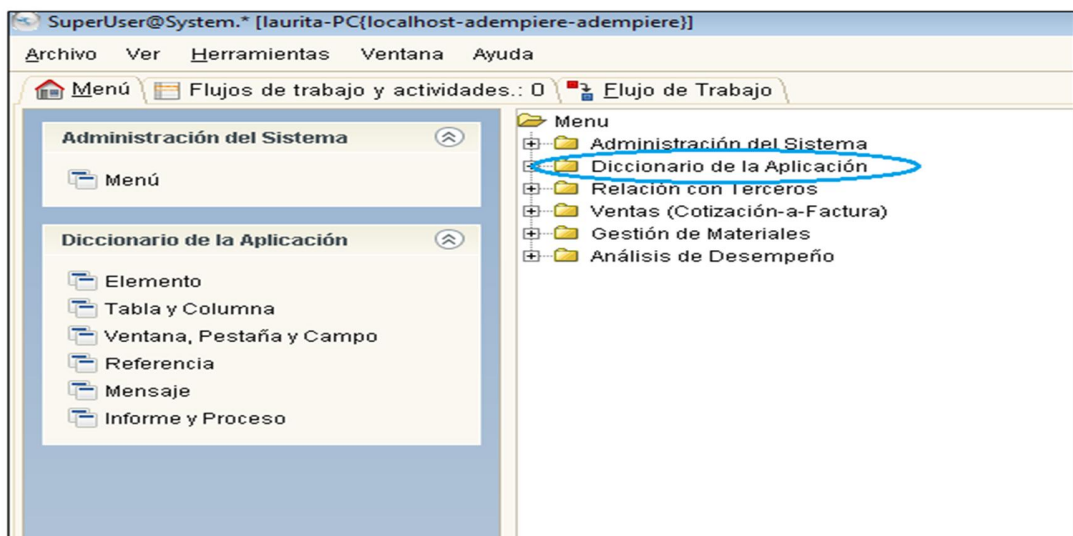 SuperUser@System.* [laurita-PC{localhost-adempiere-adempiere}]
Archivo Ver Herramientas Ventana Ayuda
Menú Flujos de trabajo y actividades.: 0 Flujo de Trabajo
Administración del Sistema
Menú
Diccionario de la Aplicación
Elemento
Tabla y Columna
Ventana, Pestaña y Campo
Referencia
Mensaje
Informe y Proceso
Menu
Administración del Sistema
Diccionario de la Aplicación
Relación con Terceros
Ventas (Cotización-a-Factura)
Gestión de Materiales
Análisis de Desempeño